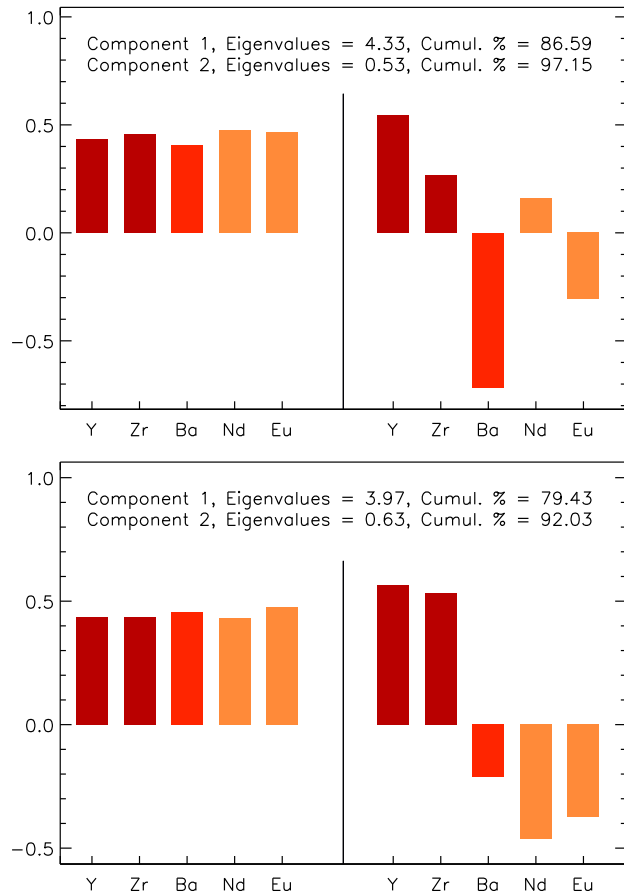 1.0
Component 1, Eigenvalues = 4.33, Cumul. % = 86.59
Component 2, Eigenvalues = 0.53, Cumul. % = 97.15
0.5
0.0
−0.5
Y Zr Ba Nd Eu Y Zr Ba Nd Eu
1.0
Component 1, Eigenvalues = 3.97, Cumul. % = 79.43
Component 2, Eigenvalues = 0.63, Cumul. % = 92.03
0.5
0.0
−0.5
Y Zr Ba Nd Eu Y Zr Ba Nd Eu